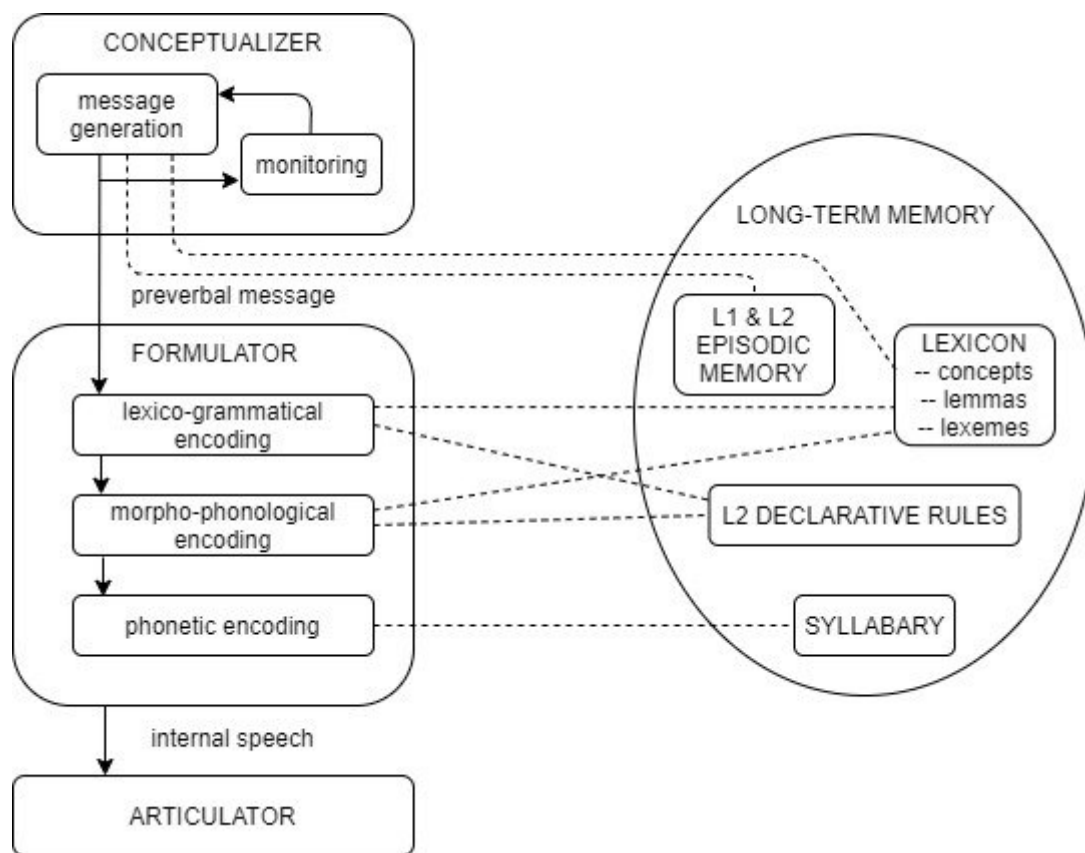 CONCEPTUALIZER
message
generation
monitoring
preverbal message
FORMULATOR
lexico-grammatical
encoding
morpho-phonological
encoding
phonetic encoding
internal speech
ARTICULATOR
LONG-TERM MEMORY
L1 & L2
EPISODIC
MEMORY
LEXICON
-- concepts
-- lemmas
-- lexemes
L2 DECLARATIVE RULES
SYLLABARY